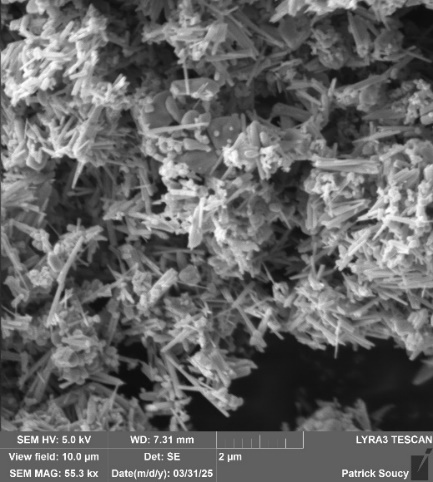 SEM HV: 5.0 kV WD: 7.31 mm LYRA3 TESCAN
View field: 10.0 µm Det: SE 2 µm
SEM MAG: 55.3 kx Date(m/d/y): 03/31/25 Patrick Soucy